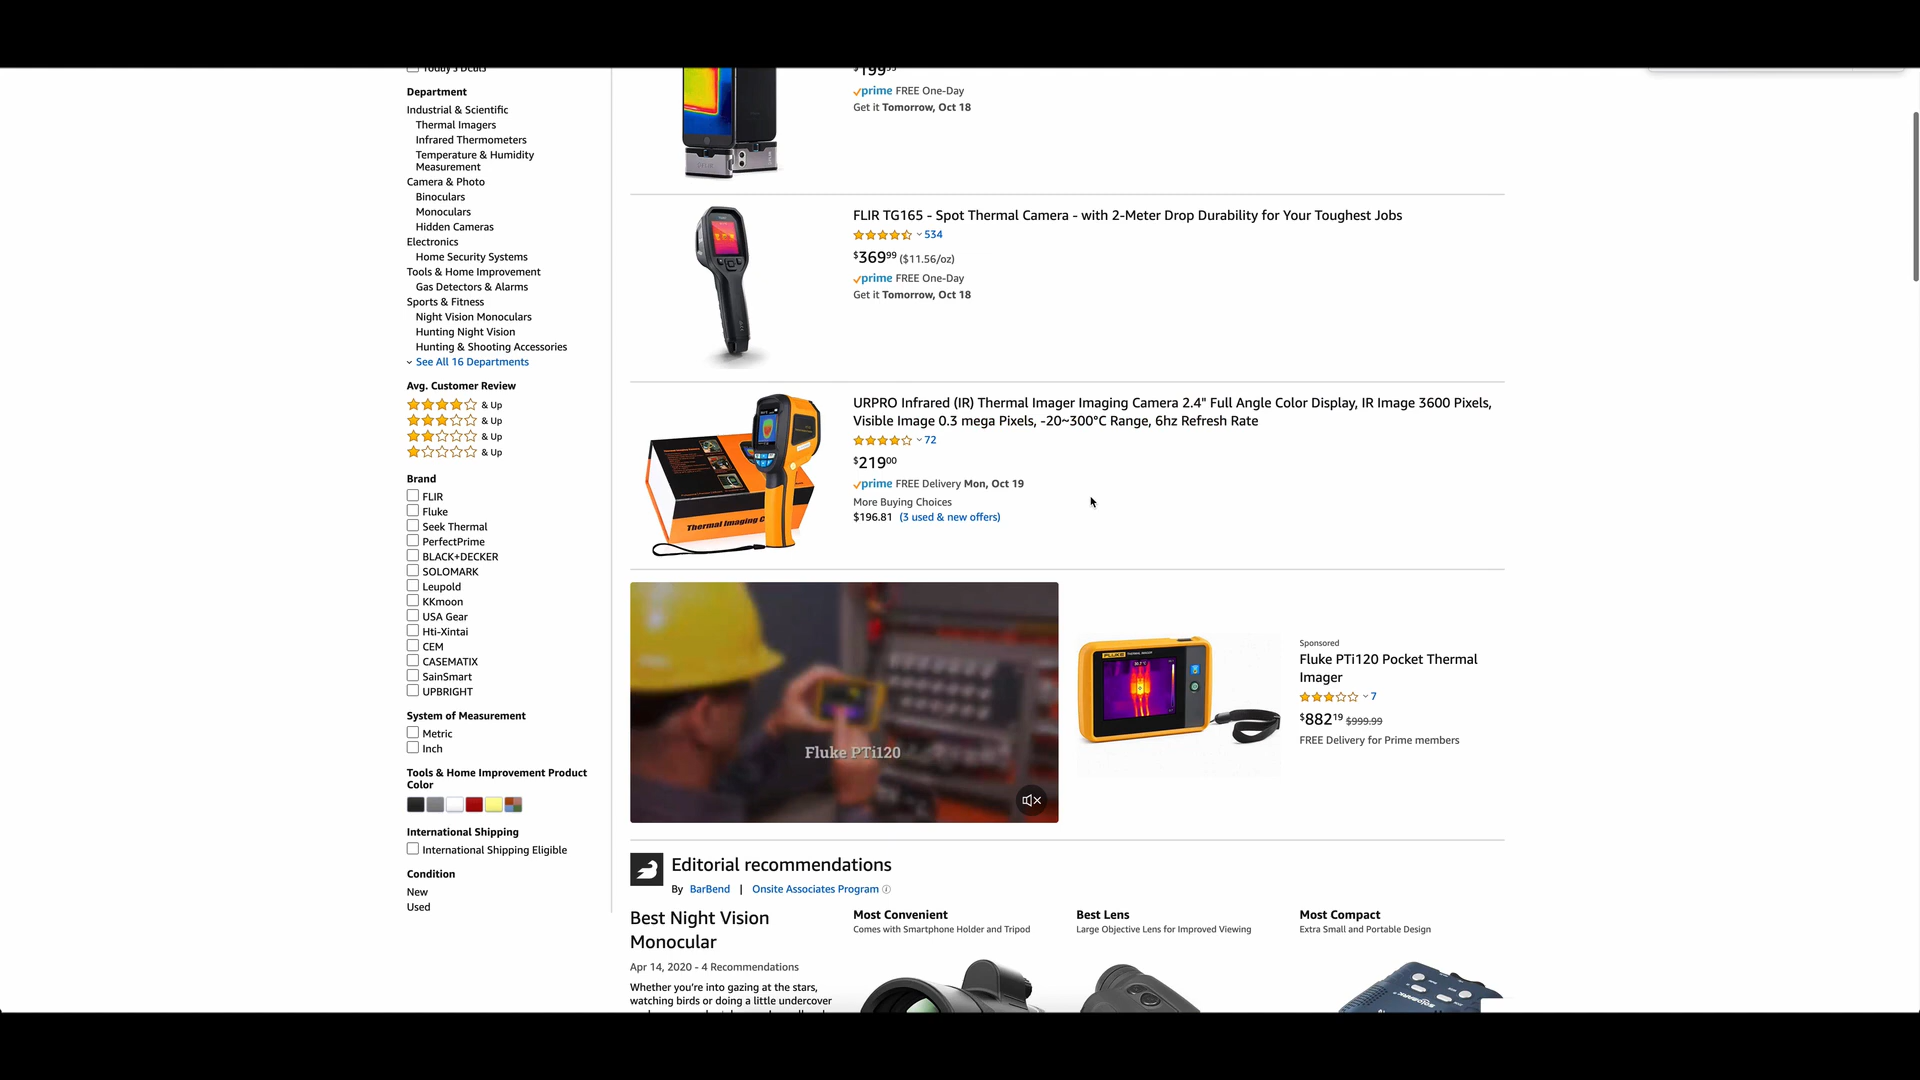 Today's Deals
Department
Industrial & Scientific
Thermal Imagers
Infrared Thermometers
Temperature & Humidity
Measurement
Camera & Photo
Binoculars
Monoculars
Hidden Cameras
Electronics
Home Security Systems
Tools & Home Improvement
Gas Detectors & Alarms
Sports & Fitness
Night Vision Monoculars
Hunting Night Vision
Hunting & Shooting Accessories
See All 16 Departments
Avg. Customer Review
& Up
& Up
& Up
& Up
Brand
FLIR
Fluke
Seek Thermal
PerfectPrime
BLACK+DECKER
SOLOMARK
Leupold
KKmoon
USA Gear
Hti-Xintai
CEM
CASEMATIX
SainSmart
UPBRIGHT
System of Measurement
Metric
Inch
Tools & Home Improvement Product
Color
International Shipping
International Shipping Eligible
Condition
New
Used
$199
prime FREE One-Day
Get it Tomorrow, Oct 18
FLIR TG165 - Spot Thermal Camera - with 2-Meter Drop Durability for Your Toughest Jobs
534
$369 99 ($11.56/oz)
prime FREE One-Day
Get it Tomorrow, Oct 18
URPRO Infrared (IR) Thermal Imager Imaging Camera 2.4" Full Angle Color Display, IR Image 3600 Pixels,
Visible Image 0.3 mega Pixels, -20~300°C Range, 6hz Refresh Rate
72
$219 00
prime FREE Delivery Mon, Oct 19
More Buying Choices
$196.81 (3 used & new offers)
Thermal Imaging C
Fluke PTi120
FLUKE
Sponsored
Fluke PTi120 Pocket Thermal
Imager
7
$882 19 $999.99
FREE Delivery for Prime members
Editorial recommendations
By BarBend | Onsite Associates Program
Best Night Vision
Monocular
Apr 14, 2020 - 4 Recommendations
Whether you're into gazing at the stars,
watching birds or doing a little undercover
Most Convenient
Comes with Smartphone Holder and Tripod
Best Lens
Large Objective Lens for Improved Viewing
Most Compact
Extra Small and Portable Design